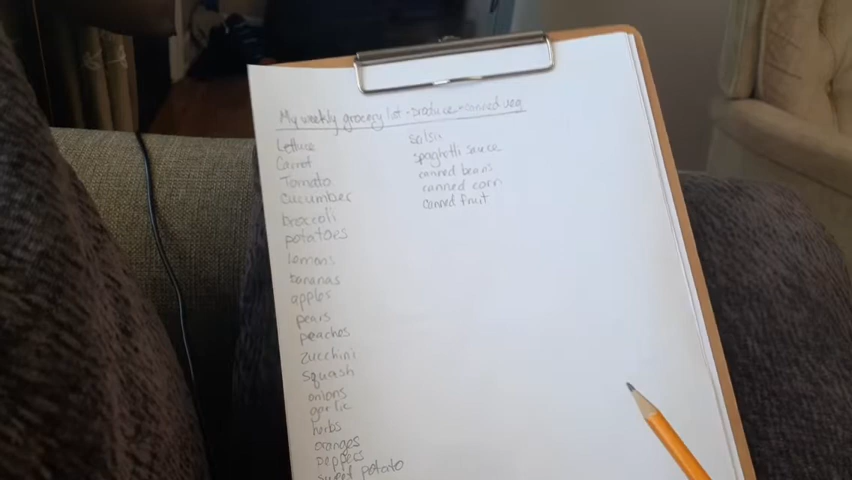 My weekly grocery list - produce + canned veg
Lettuce
Carrot
Tomato
cucumber
broccoli
potatoes
lemons
bananas
apples
pears
peaches
zucchini
squash
onions
garlic
herbs
oranges
peppers
sweet potato
salsa
spaghetti sauce
canned beans
canned corn
canned fruit